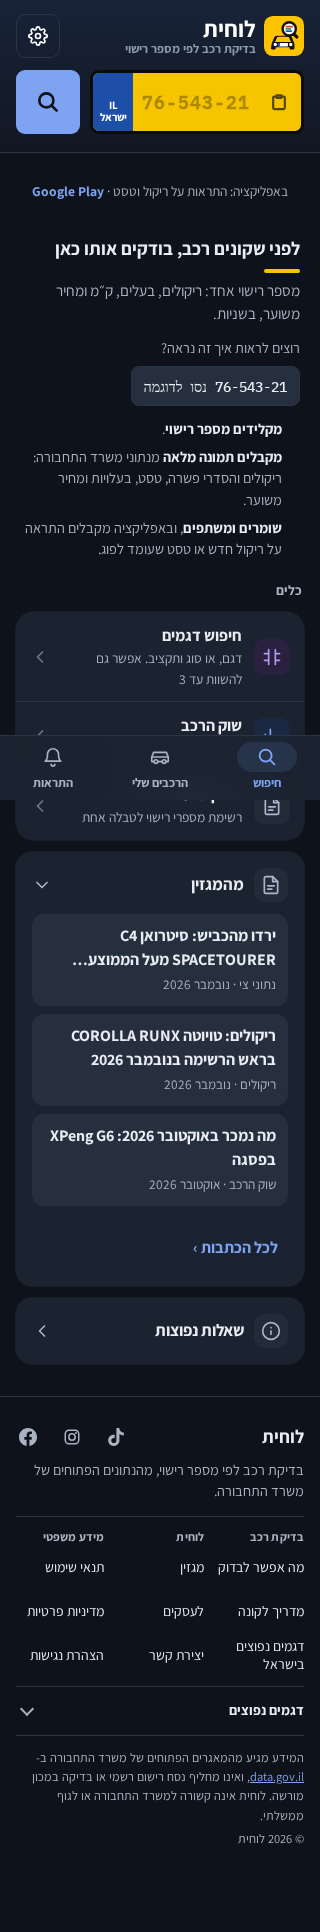 לוחית
בדיקת רכב לפי מספר רישוי
76-543-21
IL
ישראל
באפליקציה: התראות על ריקול וטסט · Google Play
לפני שקונים רכב, בודקים אותו כאן
מספר רישוי אחד: ריקולים, בעלים, ק״מ ומחיר
משוער, בשניות.
רוצים לראות איך זה נראה?
76-543-21 נסו לדוגמה
מקלידים מספר רישוי.
מקבלים תמונה מלאה מנתוני משרד התחבורה:
ריקולים והסדרי פשרה, טסט, בעלויות ומחיר
משוער.
שומרים ומשתפים, ובאפליקציה מקבלים התראה
על ריקול חדש או טסט שעומד לפוג.
כלים
חיפוש דגמים
דגם, או סוג ותקציב. אפשר גם
להשוות עד 3
שוק הרכב
חיפוש
הרכבים שלי
התראות
רשימת מספרי רישוי לטבלה אחת
מהמגזין
ירדו מהכביש: סיטרואן C4
SPACETOURER מעל הממוצע...
נתוני צי · נובמבר 2026
ריקולים: טויוטה COROLLA RUNX
בראש הרשימה בנובמבר 2026
ריקולים · נובמבר 2026
מה נמכר באוקטובר 2026: XPeng G6
בפסגה
שוק הרכב · אוקטובר 2026
לכל הכתבות ›
שאלות נפוצות
לוחית
בדיקת רכב לפי מספר רישוי, מהנתונים הפתוחים של
משרד התחבורה.
בדיקת רכב
מה אפשר לבדוק
מדריך לקונה
דגמים נפוצים
בישראל
לוחית
מגזין
לעסקים
יצירת קשר
מידע משפטי
תנאי שימוש
מדיניות פרטיות
הצהרת נגישות
דגמים נפוצים
המידע מגיע מהמאגרים הפתוחים של משרד התחבורה ב-
data.gov.il, ואינו מחליף נסח רישום רשמי או בדיקה במכון
מורשה. לוחית אינה קשורה למשרד התחבורה או לגוף
ממשלתי.
© 2026 לוחית